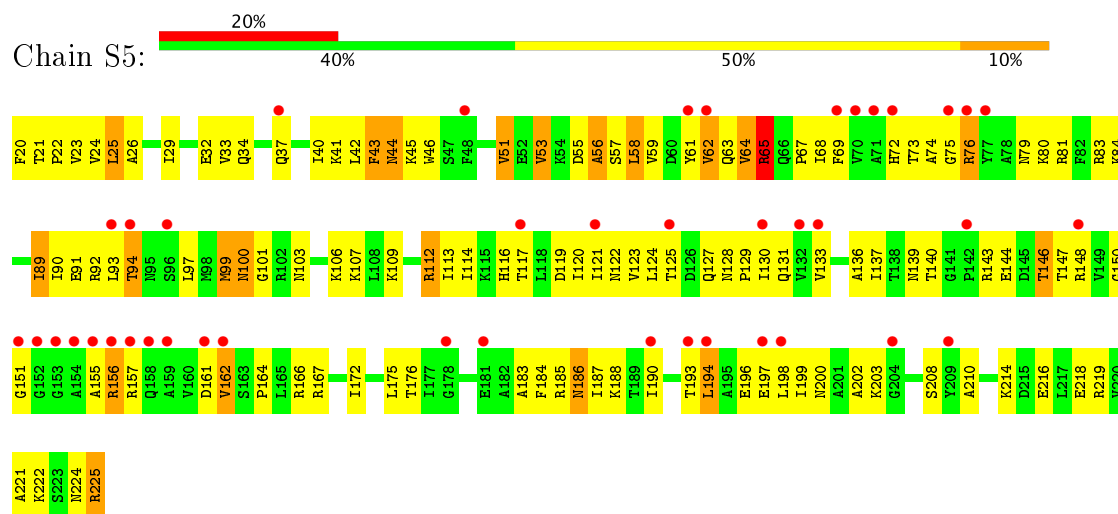 20%
Chain S5:
40% 50% 10%
F20 T21 P22 V23 V24 L25 A26 I29 E32 V33 Q34 Q37 I40 K41 L42 F43 N44 K45 W46 S47 F48 V51 E52 V53 K54 D55 A56 S57 L58 V59 D60 Y61 V62 Q63 V64 R65 Q66 P67 I68 F69 V70 A71 H72 T73 A74 G75 R76 Y77 A78 N79 K80 R81 F82 R83 K84
I89 I90 E91 R92 L93 T94 N95 S96 L97 M98 M99 N100 G101 R102 N103 K106 K107 L108 K109 R112 I113 I114 K115 H116 T117 L118 D119 I120 I121 N122 V123 L124 T125 D126 Q127 N128 P129 I130 Q131 V132 V133 A136 I137 T138 N139 T140 G141 P142 R143 E144 D145 T146 T147 R148 V149 G150
G151 G152 G153 A154 A155 R156 R157 Q158 A159 V160 D161 V162 S163 P164 L165 R166 R167 I172 L175 T176 I177 G178 E181 A182 A183 F184 R185 N186 I187 K188 T189 I190 T193 L194 A195 E196 E197 L198 I199 N200 A201 A202 K203 G204 S208 Y209 A210 K214 D215 E216 L217 E218 R219 V220
A221 K222 S223 N224 R225